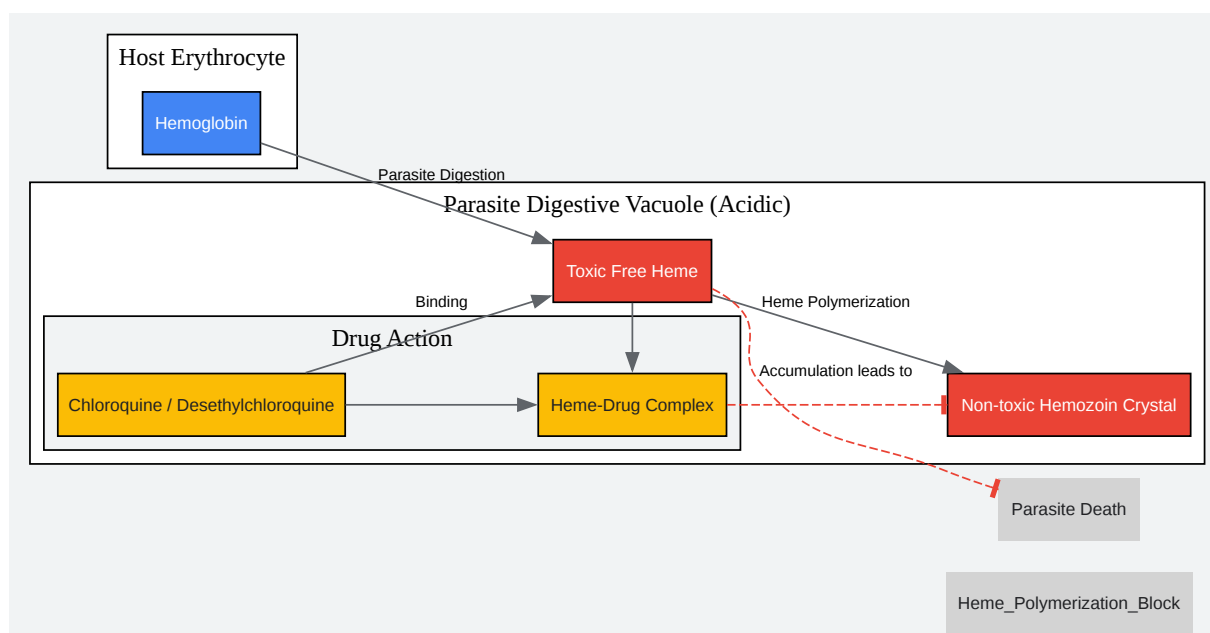 Host Erythrocyte
Hemoglobin
Parasite Digestion
Parasite Digestive Vacuole (Acidic)
Toxic Free Heme
Binding
Heme Polymerization
Drug Action
Accumulation leads to
Chloroquine / Desethylchloroquine
Heme-Drug Complex
Non-toxic Hemozoin Crystal
Parasite Death
Heme_Polymerization_Block